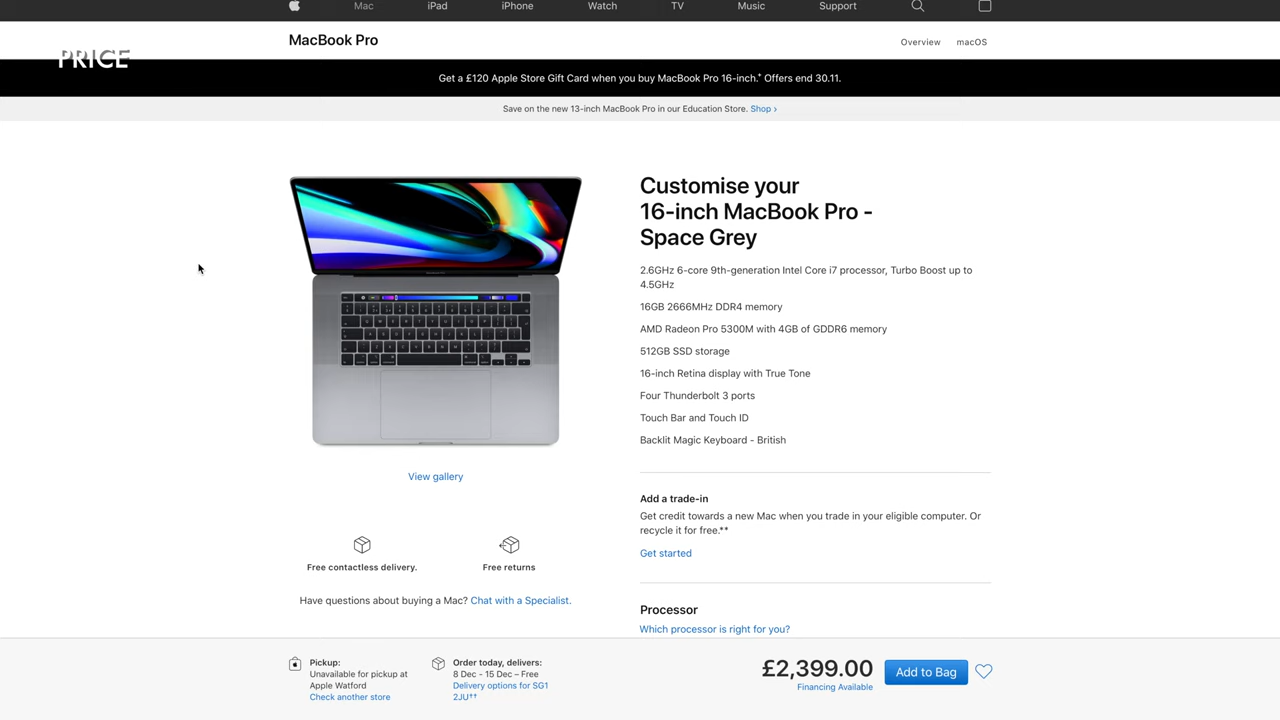 Mac
iPad
iPhone
Watch
TV
Music
Support
MacBook Pro
Overview
macOS
PRICE
Get a £120 Apple Store Gift Card when you buy MacBook Pro 16-inch.⁺ Offers end 30.11.
Save on the new 13-inch MacBook Pro in our Education Store. Shop ›
Customise your
16-inch MacBook Pro -
Space Grey
2.6GHz 6-core 9th-generation Intel Core i7 processor, Turbo Boost up to
4.5GHz
16GB 2666MHz DDR4 memory
AMD Radeon Pro 5300M with 4GB of GDDR6 memory
512GB SSD storage
16-inch Retina display with True Tone
Four Thunderbolt 3 ports
Touch Bar and Touch ID
Backlit Magic Keyboard - British
View gallery
Add a trade-in
Get credit towards a new Mac when you trade in your eligible computer. Or
recycle it for free.**
Get started
Free contactless delivery.
Free returns
Have questions about buying a Mac? Chat with a Specialist.
Processor
Which processor is right for you?
Pickup:
Unavailable for pickup at
Apple Watford
Check another store
Order today, delivers:
8 Dec - 15 Dec – Free
Delivery options for SG1
2JU††
£2,399.00
Financing Available
Add to Bag